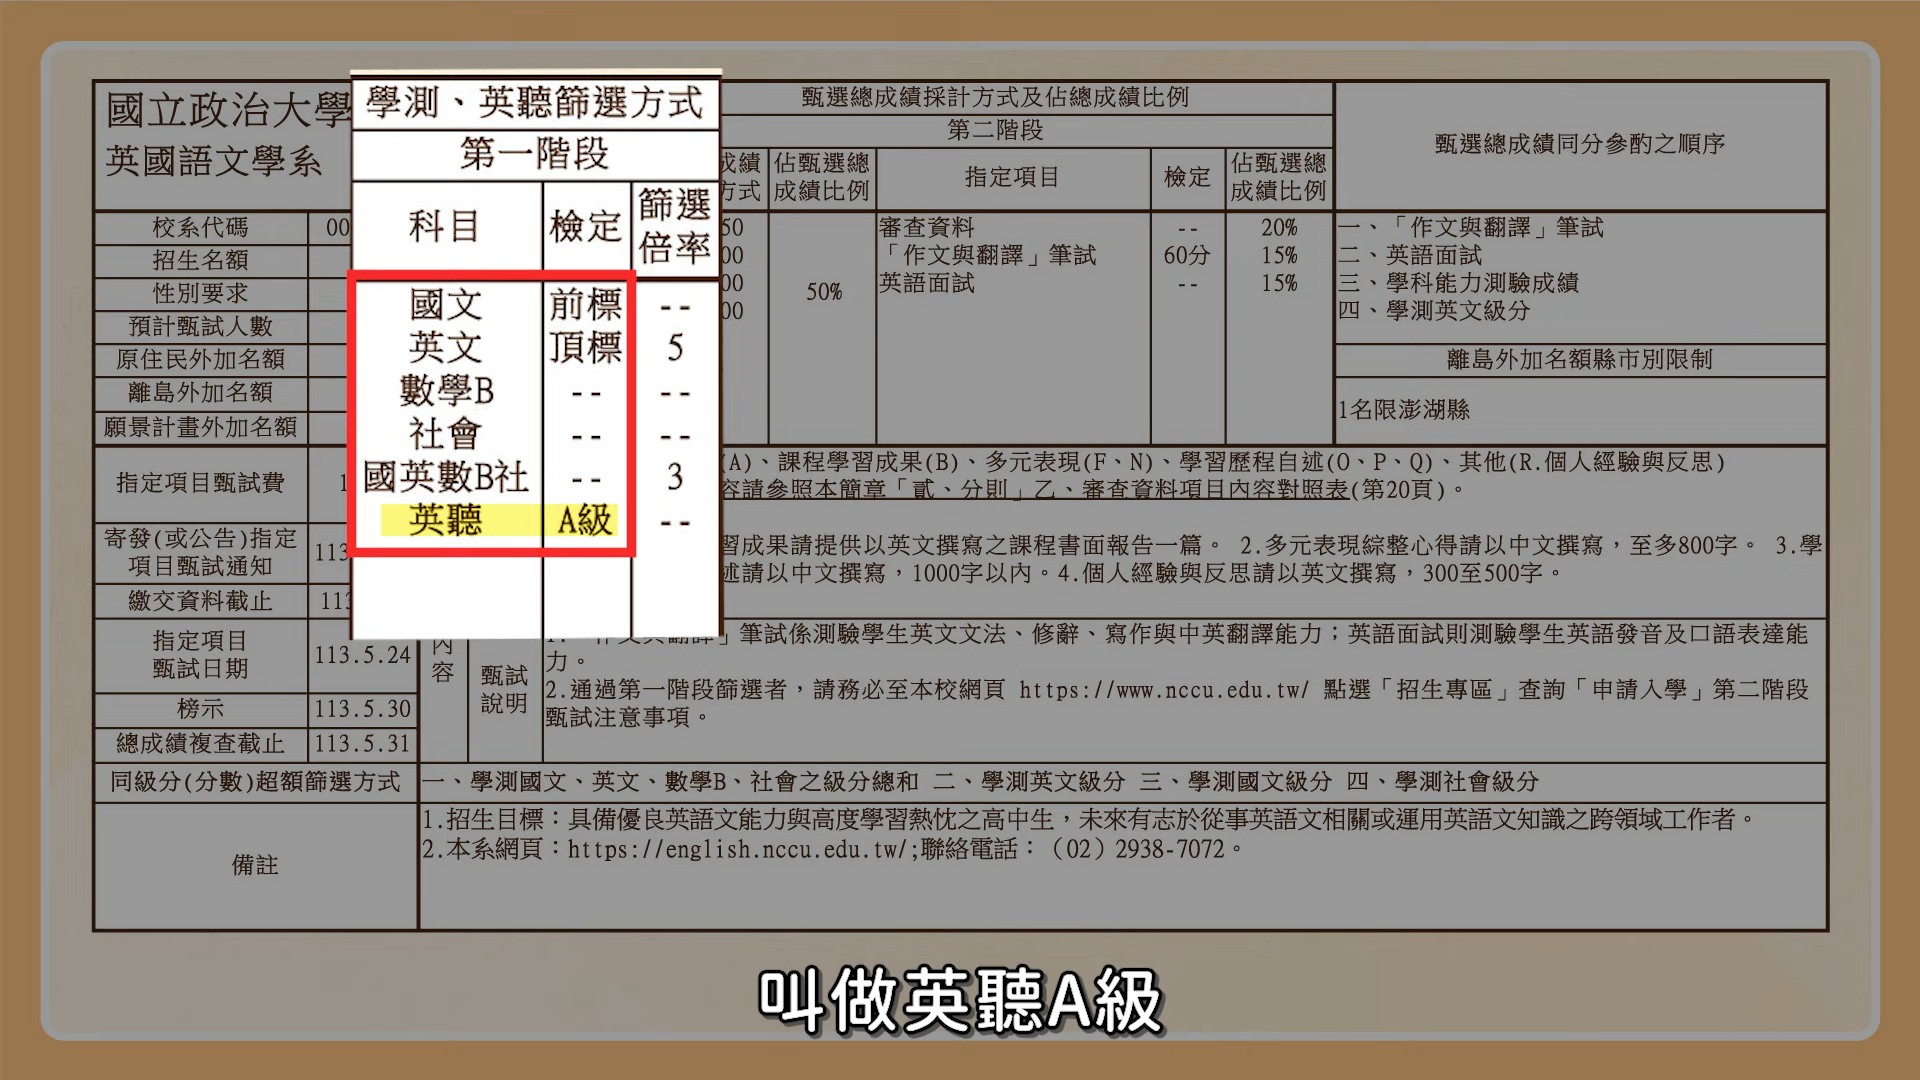 國立政治大學
英國語文學系
學測、英聽篩選方式
第一階段
科目 檢定 篩選倍率
國文 前標 --
英文 頂標 5
數學B -- --
社會 -- --
國英數B社 -- 3
英聽 A級 --
甄選總成績採計方式及佔總成績比例
第二階段
成績
方式
佔甄選總
成績比例
指定項目
檢定
佔甄選總
成績比例
50
00
00
00
50%
審查資料 -- 20%
「作文與翻譯」筆試 60分 15%
英語面試 -- 15%
甄選總成績同分參酌之順序
一、「作文與翻譯」筆試
二、英語面試
三、學科能力測驗成績
四、學測英文級分
離島外加名額縣市別限制
1名限澎湖縣
校系代碼 00
招生名額
性別要求
預計甄試人數
原住民外加名額
離島外加名額
願景計畫外加名額
指定項目甄試費 1
寄發(或公告)指定
項目甄試通知
113
繳交資料截止 113
指定項目
甄試日期
113.5.24
榜示 113.5.30
總成績複查截止 113.5.31
(A)、課程學習成果(B)、多元表現(F、N)、學習歷程自述(O、P、Q)、其他(R.個人經驗與反思)
容請參照本簡章「貳、分則」乙、審查資料項目內容對照表(第20頁)。
習成果請提供以英文撰寫之課程書面報告一篇。 2.多元表現綜整心得請以中文撰寫，至多800字。 3.學
述請以中文撰寫，1000字以內。4.個人經驗與反思請以英文撰寫，300至500字。
內
容
甄試
說明
1.「作文與翻譯」筆試係測驗學生英文文法、修辭、寫作與中英翻譯能力；英語面試則測驗學生英語發音及口語表達能
力。
2.通過第一階段篩選者，請務必至本校網頁 https://www.nccu.edu.tw/ 點選「招生專區」查詢「申請入學」第二階段
甄試注意事項。
同級分(分數)超額篩選方式 一、學測國文、英文、數學B、社會之級分總和 二、學測英文級分 三、學測國文級分 四、學測社會級分
備註
1.招生目標：具備優良英語文能力與高度學習熱忱之高中生，未來有志於從事英語文相關或運用英語文知識之跨領域工作者。
2.本系網頁：https://english.nccu.edu.tw/;聯絡電話：（02）2938-7072。
叫做英聽A級